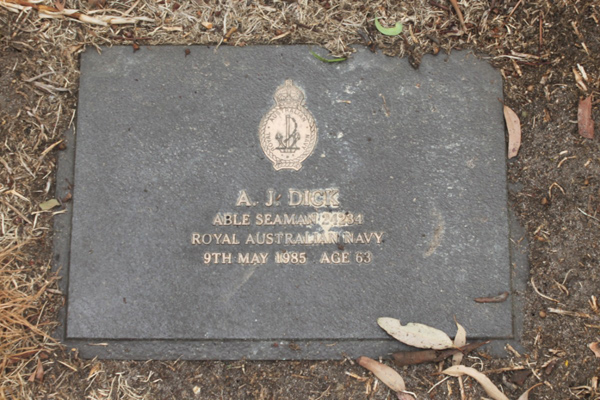 A. J. DICK
ABLE SEAMAN
ROYAL AUSTRALIAN NAVY
9TH MAY 1985 AGE 63